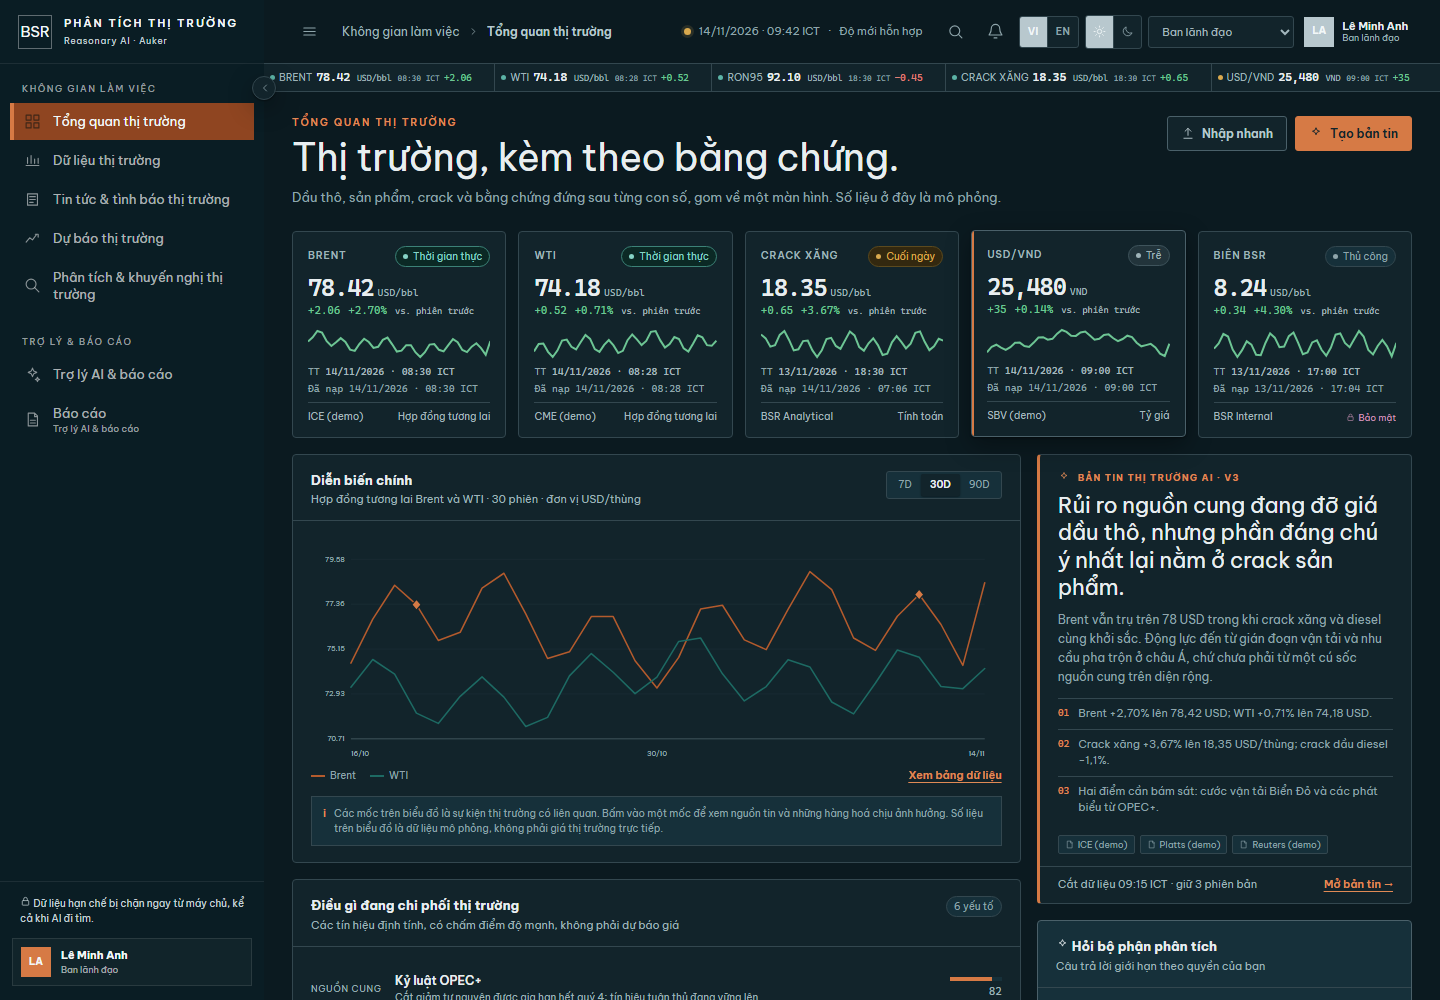 BSR
PHÂN TÍCH THỊ TRƯỜNG
Reasonary AI · Auker
Không gian làm việc › Tổng quan thị trường
14/11/2026 · 09:42 ICT · Độ mới hỗn hợp
VI EN
Ban lãnh đạo
LA
Lê Minh Anh
Ban lãnh đạo
BRENT 78.42 USD/bbl 08:30 ICT +2.06
WTI 74.18 USD/bbl 08:28 ICT +0.52
RON95 92.10 USD/bbl 18:30 ICT −0.45
CRACK XĂNG 18.35 USD/bbl 18:30 ICT +0.65
USD/VND 25,480 VND 09:00 ICT +35
KHÔNG GIAN LÀM VIỆC
Tổng quan thị trường
Dữ liệu thị trường
Tin tức & tình báo thị trường
Dự báo thị trường
Phân tích & khuyến nghị thị
trường
TRỢ LÝ & BÁO CÁO
Trợ lý AI & báo cáo
Báo cáo
Trợ lý AI & báo cáo
Dữ liệu hạn chế bị chặn ngay từ máy chủ, kể
cả khi AI đi tìm.
LA
Lê Minh Anh
Ban lãnh đạo
TỔNG QUAN THỊ TRƯỜNG
Thị trường, kèm theo bằng chứng.
Dầu thô, sản phẩm, crack và bằng chứng đứng sau từng con số, gom về một màn hình. Số liệu ở đây là mô phỏng.
Nhập nhanh
Tạo bản tin
BRENT
Thời gian thực
78.42 USD/bbl
+2.06 +2.70% vs. phiên trước
TT 14/11/2026 · 08:30 ICT
Đã nạp 14/11/2026 · 08:30 ICT
ICE (demo)
Hợp đồng tương lai
WTI
Thời gian thực
74.18 USD/bbl
+0.52 +0.71% vs. phiên trước
TT 14/11/2026 · 08:28 ICT
Đã nạp 14/11/2026 · 08:28 ICT
CME (demo)
Hợp đồng tương lai
CRACK XĂNG
Cuối ngày
18.35 USD/bbl
+0.65 +3.67% vs. phiên trước
TT 13/11/2026 · 18:30 ICT
Đã nạp 14/11/2026 · 07:06 ICT
BSR Analytical
Tính toán
USD/VND
Trễ
25,480 VND
+35 +0.14% vs. phiên trước
TT 14/11/2026 · 09:00 ICT
Đã nạp 14/11/2026 · 09:00 ICT
SBV (demo)
Tỷ giá
BIÊN BSR
Thủ công
8.24 USD/bbl
+0.34 +4.30% vs. phiên trước
TT 13/11/2026 · 17:00 ICT
Đã nạp 13/11/2026 · 17:04 ICT
BSR Internal
Bảo mật
Diễn biến chính
Hợp đồng tương lai Brent và WTI · 30 phiên · đơn vị USD/thùng
7D 30D 90D
79.58
77.36
75.15
72.93
70.71
16/10
30/10
14/11
Brent WTI
Xem bảng dữ liệu
i Các mốc trên biểu đồ là sự kiện thị trường có liên quan. Bấm vào một mốc để xem nguồn tin và những hàng hoá chịu ảnh hưởng. Số liệu
trên biểu đồ là dữ liệu mô phỏng, không phải giá thị trường trực tiếp.
Điều gì đang chi phối thị trường
Các tín hiệu định tính, có chấm điểm độ mạnh, không phải dự báo giá
6 yếu tố
NGUỒN CUNG
Kỷ luật OPEC+
Cắt giảm tự nguyện được gia hạn hết quý 4; tín hiệu tuân thủ đang vững lên.
82
BẢN TIN THỊ TRƯỜNG AI · V3
Rủi ro nguồn cung đang đỡ giá
dầu thô, nhưng phần đáng chú
ý nhất lại nằm ở crack sản
phẩm.
Brent vẫn trụ trên 78 USD trong khi crack xăng và diesel
cùng khởi sắc. Động lực đến từ gián đoạn vận tải và nhu
cầu pha trộn ở châu Á, chứ chưa phải từ một cú sốc
nguồn cung trên diện rộng.
01 Brent +2,70% lên 78,42 USD; WTI +0,71% lên 74,18 USD.
02 Crack xăng +3,67% lên 18,35 USD/thùng; crack dầu diesel
−1,1%.
03 Hai điểm cần bám sát: cước vận tải Biển Đỏ và các phát
biểu từ OPEC+.
ICE (demo)
Platts (demo)
Reuters (demo)
Cắt dữ liệu 09:15 ICT · giữ 3 phiên bản
Mở bản tin →
Hỏi bộ phận phân tích
Câu trả lời giới hạn theo quyền của bạn